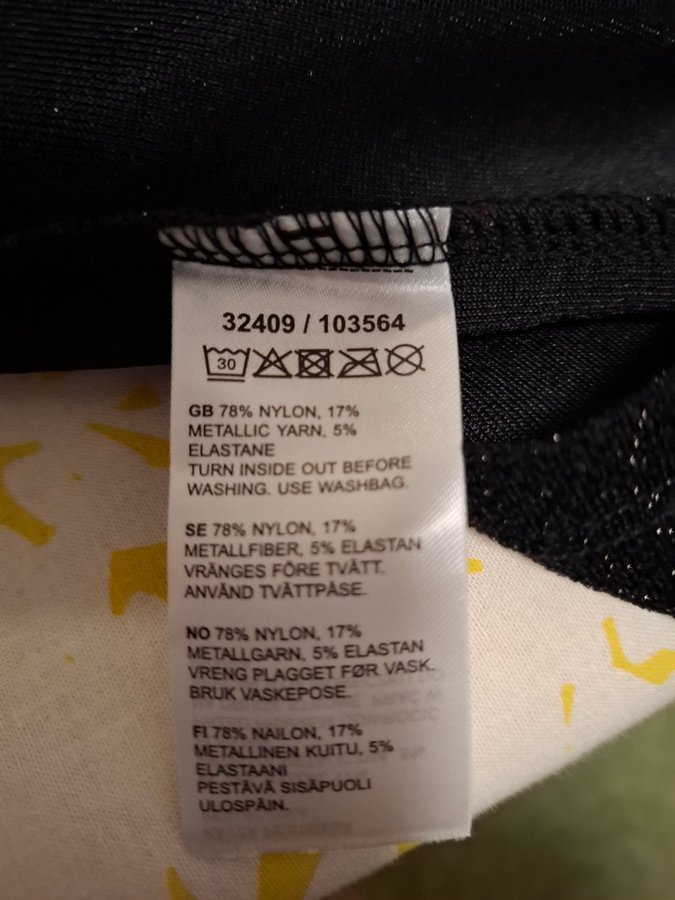 32409 / 103564
30
GB 78% NYLON, 17%
METALLIC YARN, 5%
ELASTANE
TURN INSIDE OUT BEFORE
WASHING. USE WASHBAG.
SE 78% NYLON, 17%
METALLFIBER, 5% ELASTAN
VRÄNGES FÖRE TVÄTT.
ANVÄND TVÄTTPÅSE.
NO 78% NYLON, 17%
METALLGARN, 5% ELASTAN
VRENG PLAGGET FØR VASK.
BRUK VASKEPOSE.
FI 78% NAILON, 17%
METALLINEN KUITU, 5%
ELASTAANI
PESTÄVÄ SISÄPUOLI
ULOSPÄIN.